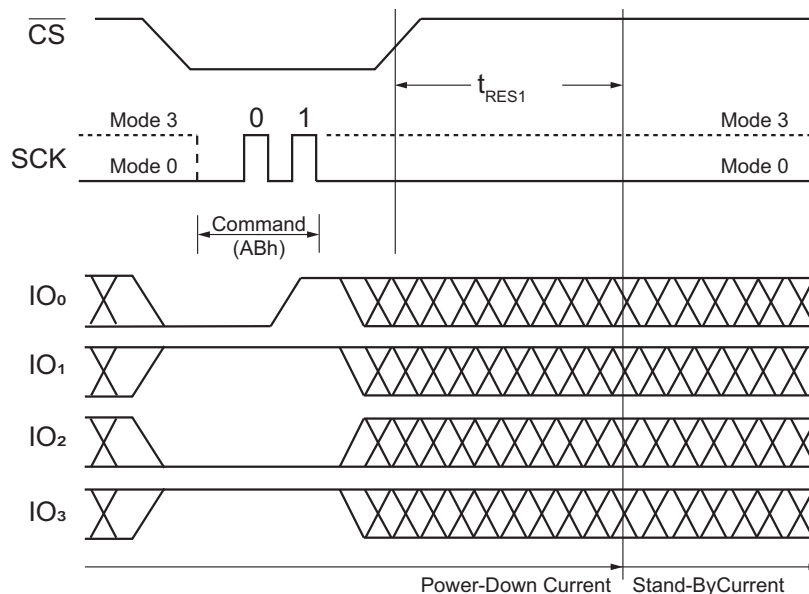 CS
tRES1
Mode 3 0 1 Mode 3
SCK
Mode 0 Mode 0
Command
(ABh)
IO₀
IO₁
IO₂
IO₃
Power-Down Current Stand-ByCurrent